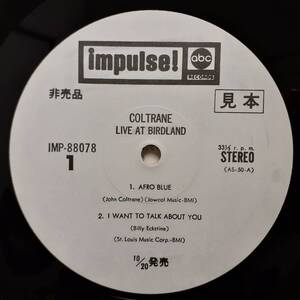 impulse!
abc
RECORDS
非売品
見本
COLTRANE
LIVE AT BIRDLAND
IMP-88078
1
33⅓ r. p. m.
STEREO
(AS-50-A)
1. AFRO BLUE
(John Coltrane) (Jowcol Music-BMI)
2. I WANT TO TALK ABOUT YOU
(Billy Eckstine)
(St. Louis Music Corp.-BMI)
10/20発売